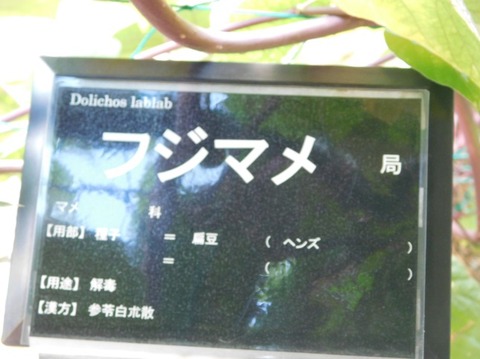 Dolichos lablab
フジマメ 局
マメ 科
【用部】 種子 = 扁豆 ( ヘンズ )
= ( )
【用途】 解毒
【漢方】 参苓白朮散